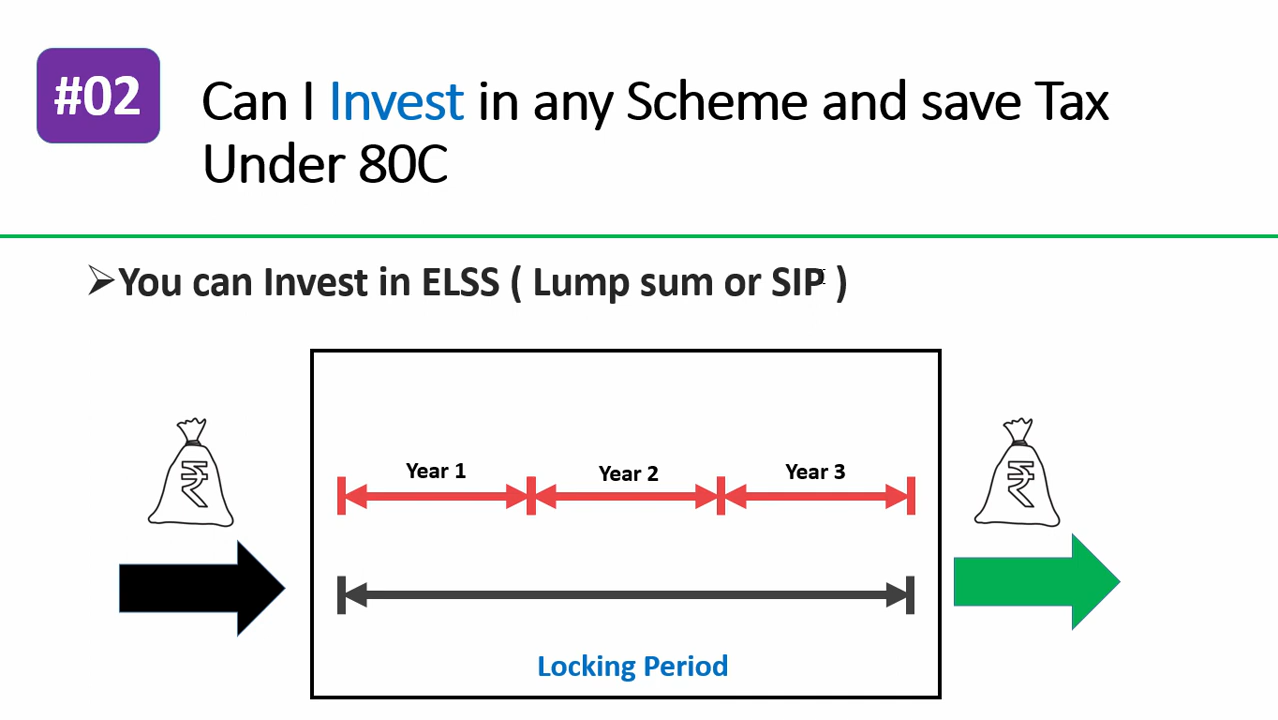 #02
Can I Invest in any Scheme and save Tax
Under 80C
You can Invest in ELSS ( Lump sum or SIP )
Year 1
Year 2
Year 3
₹
₹
Locking Period